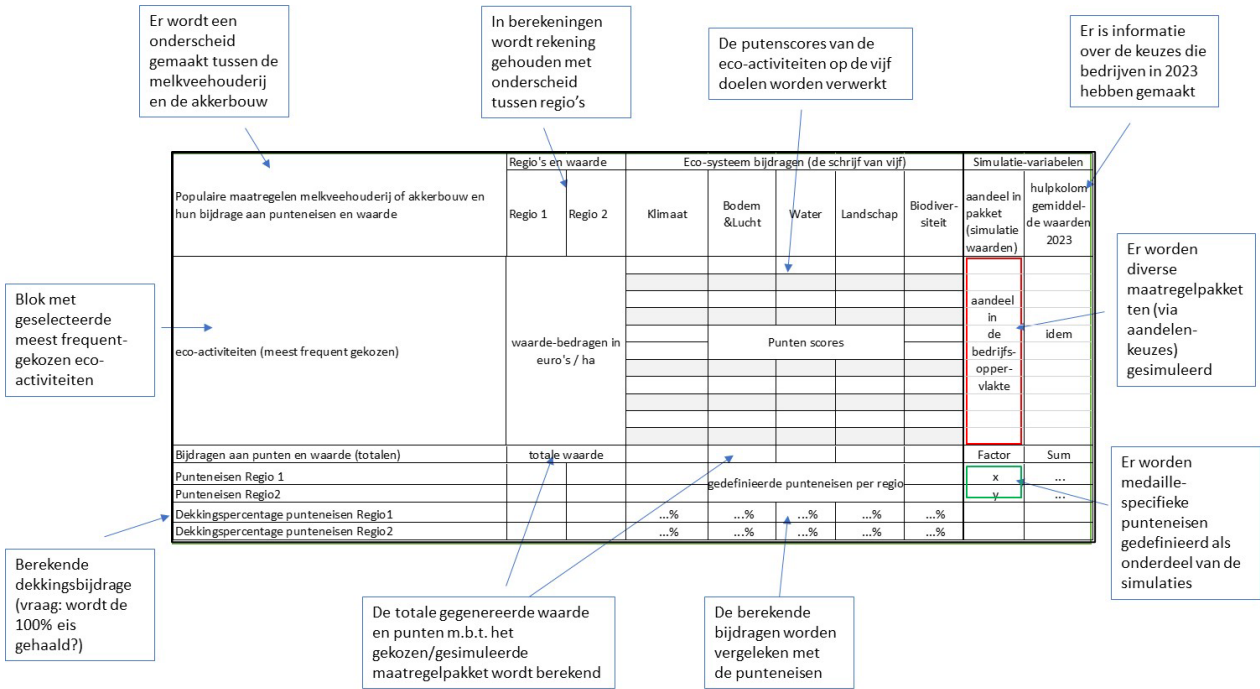 Er wordt een
onderscheid
gemaakt tussen de
melkveehouderij
en de akkerbouw
In berekeningen
wordt rekening
gehouden met
onderscheid
tussen regio's
De putenscores van de
eco-activiteiten op de vijf
doelen worden verwerkt
Er is informatie
over de keuzes die
bedrijven in 2023
hebben gemaakt
Regio's en waarde
Eco-systeem bijdragen (de schrijf van vijf)
Simulatie-variabelen
Populaire maatregelen melkveehouderij of akkerbouw en
hun bijdrage aan punteneisen en waarde
Regio 1
Regio 2
Klimaat
Bodem
&Lucht
Water
Landschap
Biodiver-
siteit
aandeel in
pakket
(simulatie
waarden)
hulpkolom
gemiddel-
de waarden
2023
Blok met
geselecteerde
meest frequent-
gekozen eco-
activiteiten
eco-activiteiten (meest frequent gekozen)
waarde-bedragen in
euro's / ha
Punten scores
aandeel
in
de
bedrijfs-
opper-
vlakte
idem
Er worden
diverse
maatregelpakket
ten (via
aandelen-
keuzes)
gesimuleerd
Bijdragen aan punten en waarde (totalen)
totale waarde
Factor
Sum
Punteneisen Regio 1
gedefinieerde punteneisen per regio
x
...
Punteneisen Regio2
y
...
Dekkingspercentage punteneisen Regio1
...%
...%
...%
...%
...%
Dekkingspercentage punteneisen Regio2
...%
...%
...%
...%
...%
Er worden
medaille-
specifieke
punteneisen
gedefinieerd als
onderdeel van de
simulaties
Berekende
dekkingsbijdrage
(vraag: wordt de
100% eis
gehaald?)
De totale gegenereerde waarde
en punten m.b.t. het
gekozen/gesimuleerde
maatregelpakket wordt berekend
De berekende
bijdragen worden
vergeleken met
de punteneisen